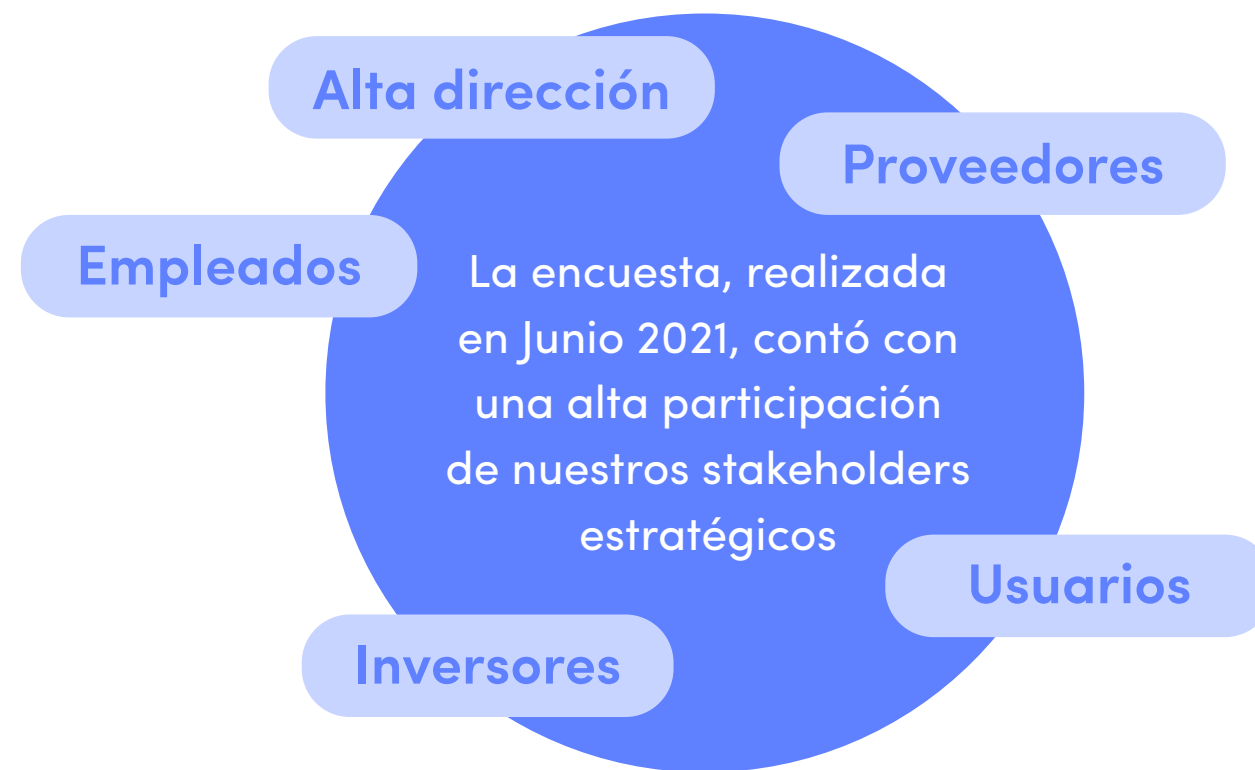 Alta dirección
Proveedores
Empleados
La encuesta, realizada
en Junio 2021, contó con
una alta participación
de nuestros stakeholders
estratégicos
Usuarios
Inversores